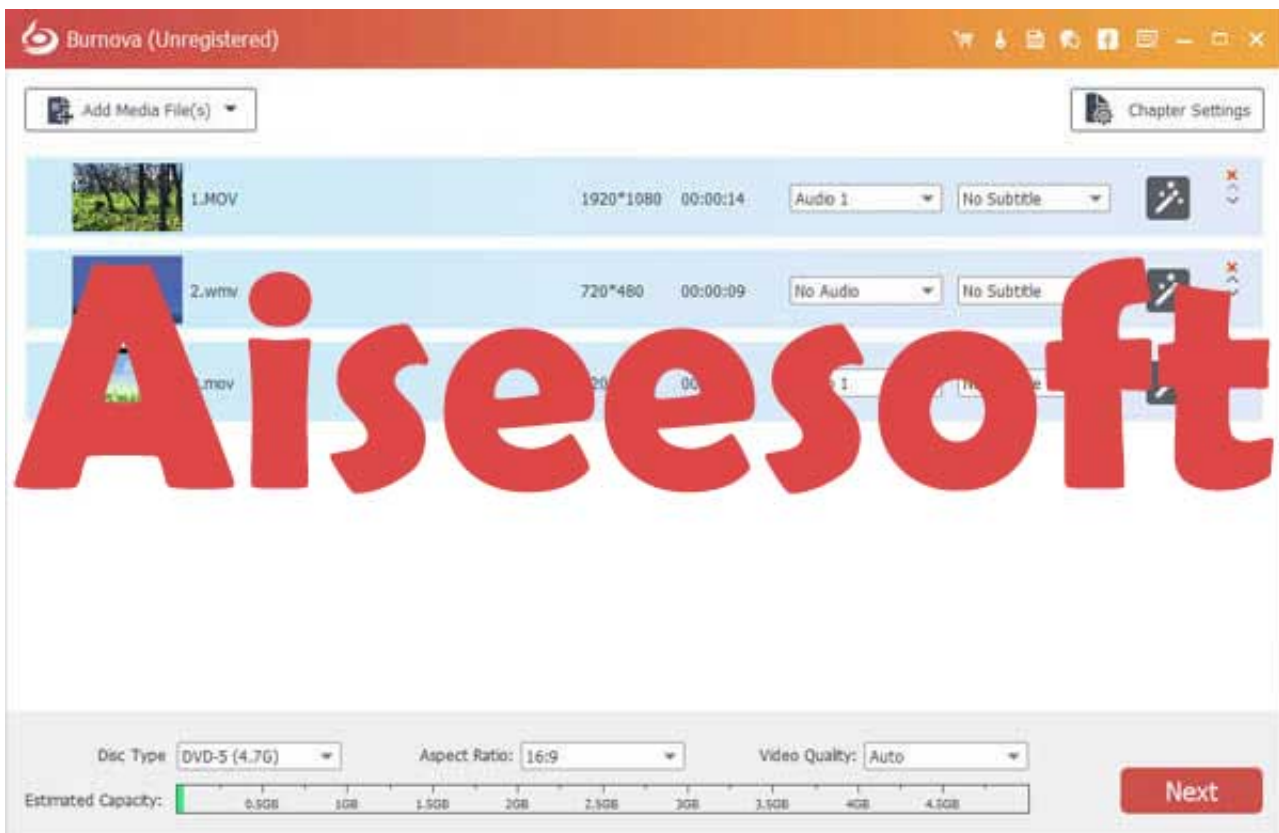 Burnova (Unregistered)
Add Media File(s)
Chapter Settings
1.MOV 1920*1080 00:00:14 Audio 1 No Subtitle
2.wmv 720*480 00:00:09 No Audio No Subtitle
.mov 1
Aiseesoft
Disc Type DVD-5 (4.7G) Aspect Ratio: 16:9 Video Quality: Auto
Estimated Capacity: 0.5GB 1GB 1.5GB 2GB 2.5GB 3GB 3.5GB 4GB 4.5GB
Next